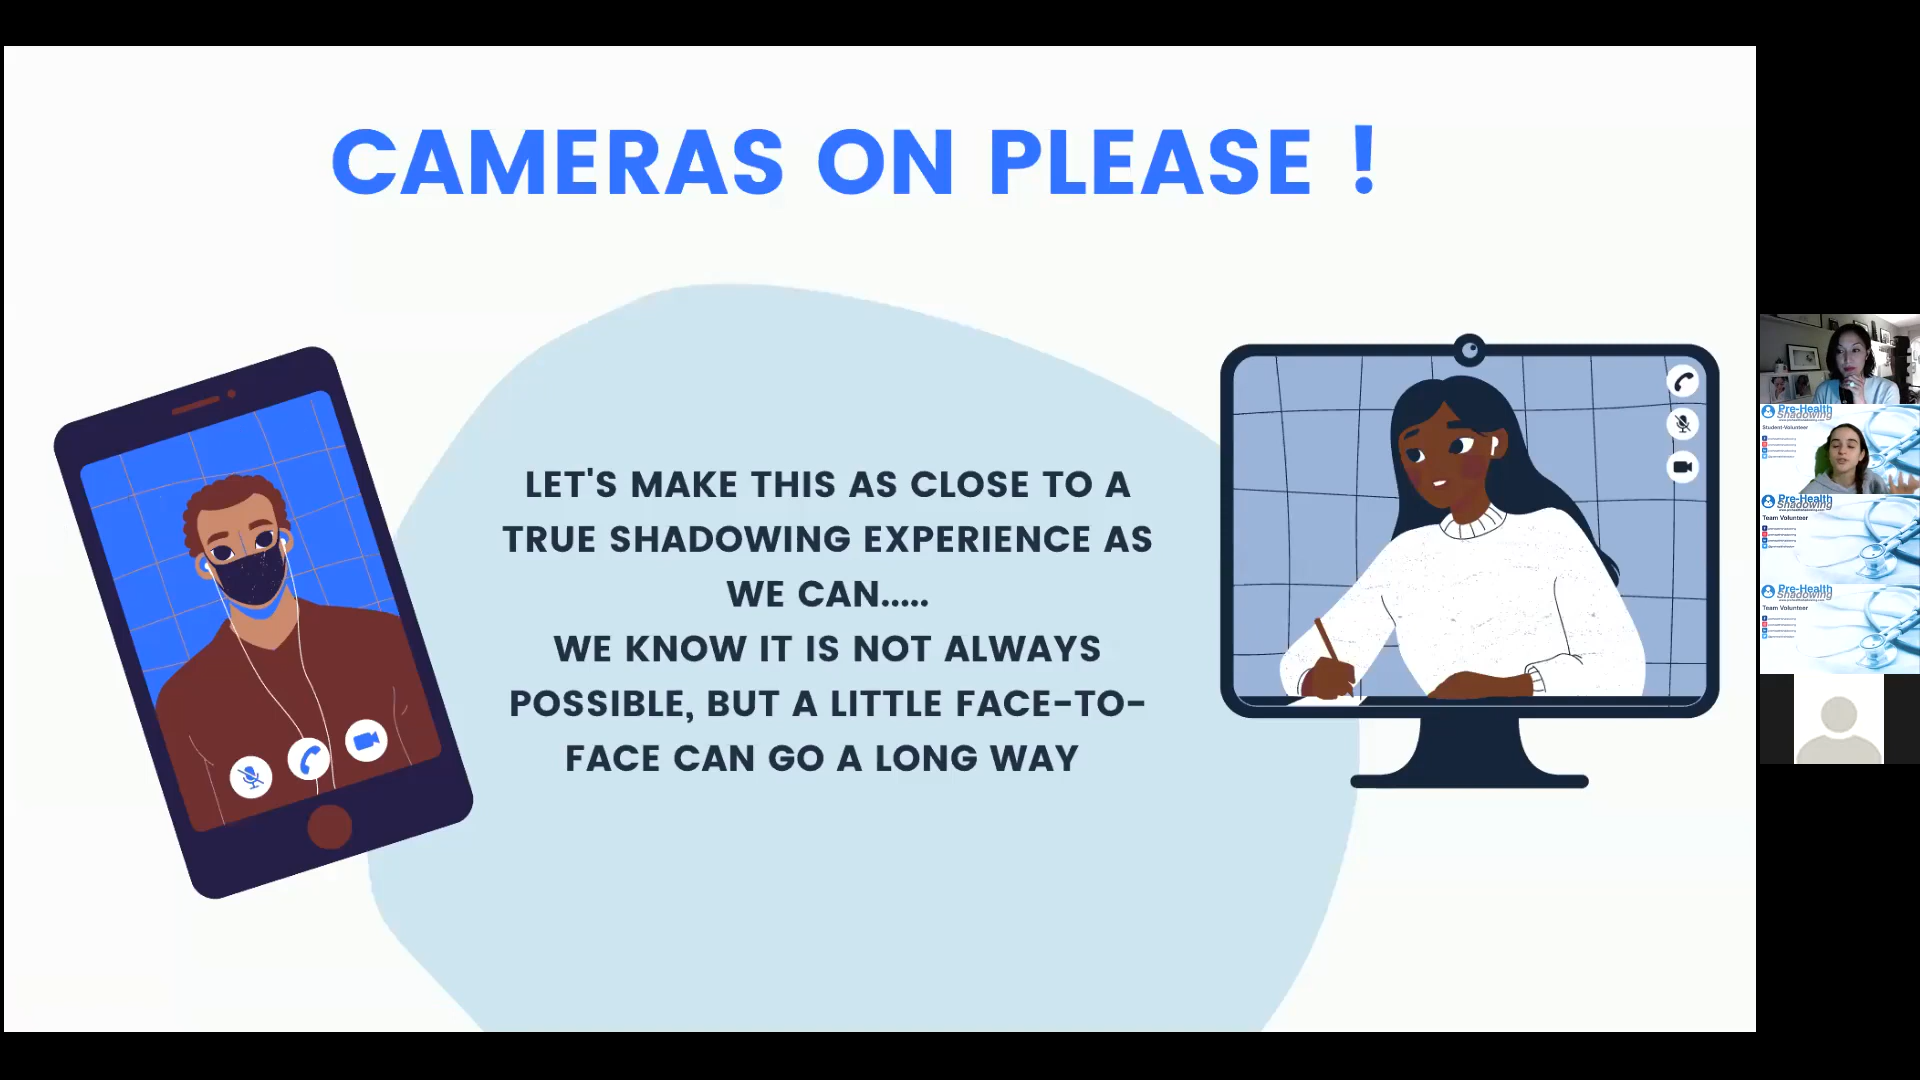 CAMERAS ON PLEASE !
LET'S MAKE THIS AS CLOSE TO A
TRUE SHADOWING EXPERIENCE AS
WE CAN.....
WE KNOW IT IS NOT ALWAYS
POSSIBLE, BUT A LITTLE FACE-TO-
FACE CAN GO A LONG WAY
Pre-Health
Shadowing
Student-Volunteer
Pre-Health
Shadowing
Team Volunteer
Pre-Health
Shadowing
Team Volunteer